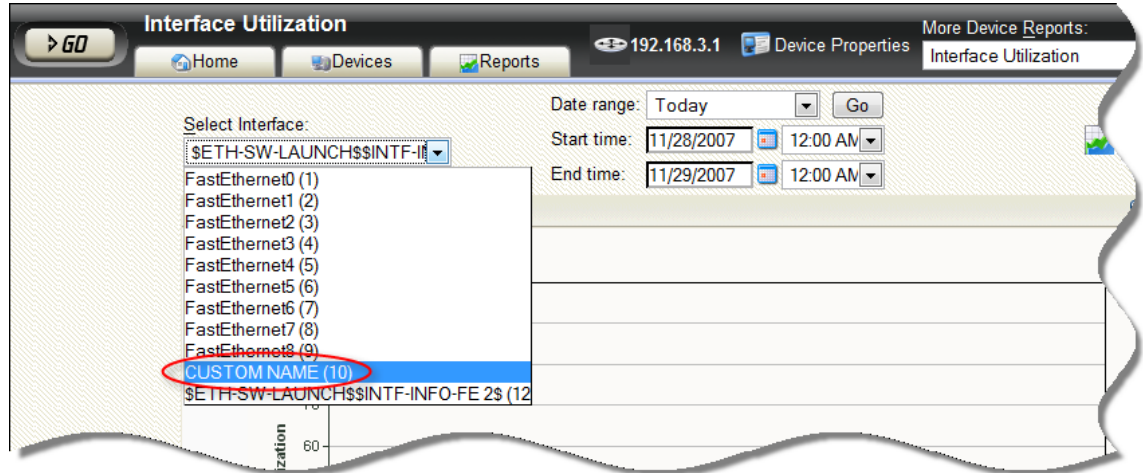 GO
Interface Utilization
192.168.3.1
Device Properties
More Device Reports:
Interface Utilization
Home
Devices
Reports
Date range:
Today
Go
Select Interface:
$ETH-SW-LAUNCH$$INTF-I
Start time:
11/28/2007
12:00 AM
End time:
11/29/2007
12:00 AM
FastEthernet0 (1)
FastEthernet1 (2)
FastEthernet2 (3)
FastEthernet3 (4)
FastEthernet4 (5)
FastEthernet5 (6)
FastEthernet6 (7)
FastEthernet7 (8)
FastEthernet8 (9)
CUSTOM NAME (10)
$ETH-SW-LAUNCH$$INTF-INFO-FE 2$ (12
60